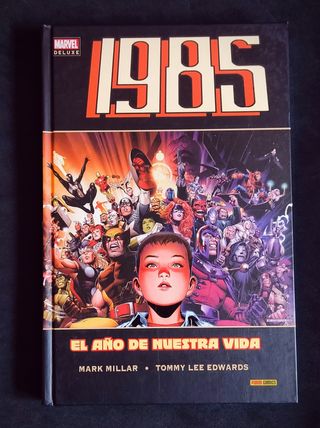 MARVEL
DELUXE
1985
EL AÑO DE NUESTRA VIDA
MARK MILLAR • TOMMY LEE EDWARDS
PANINI COMICS